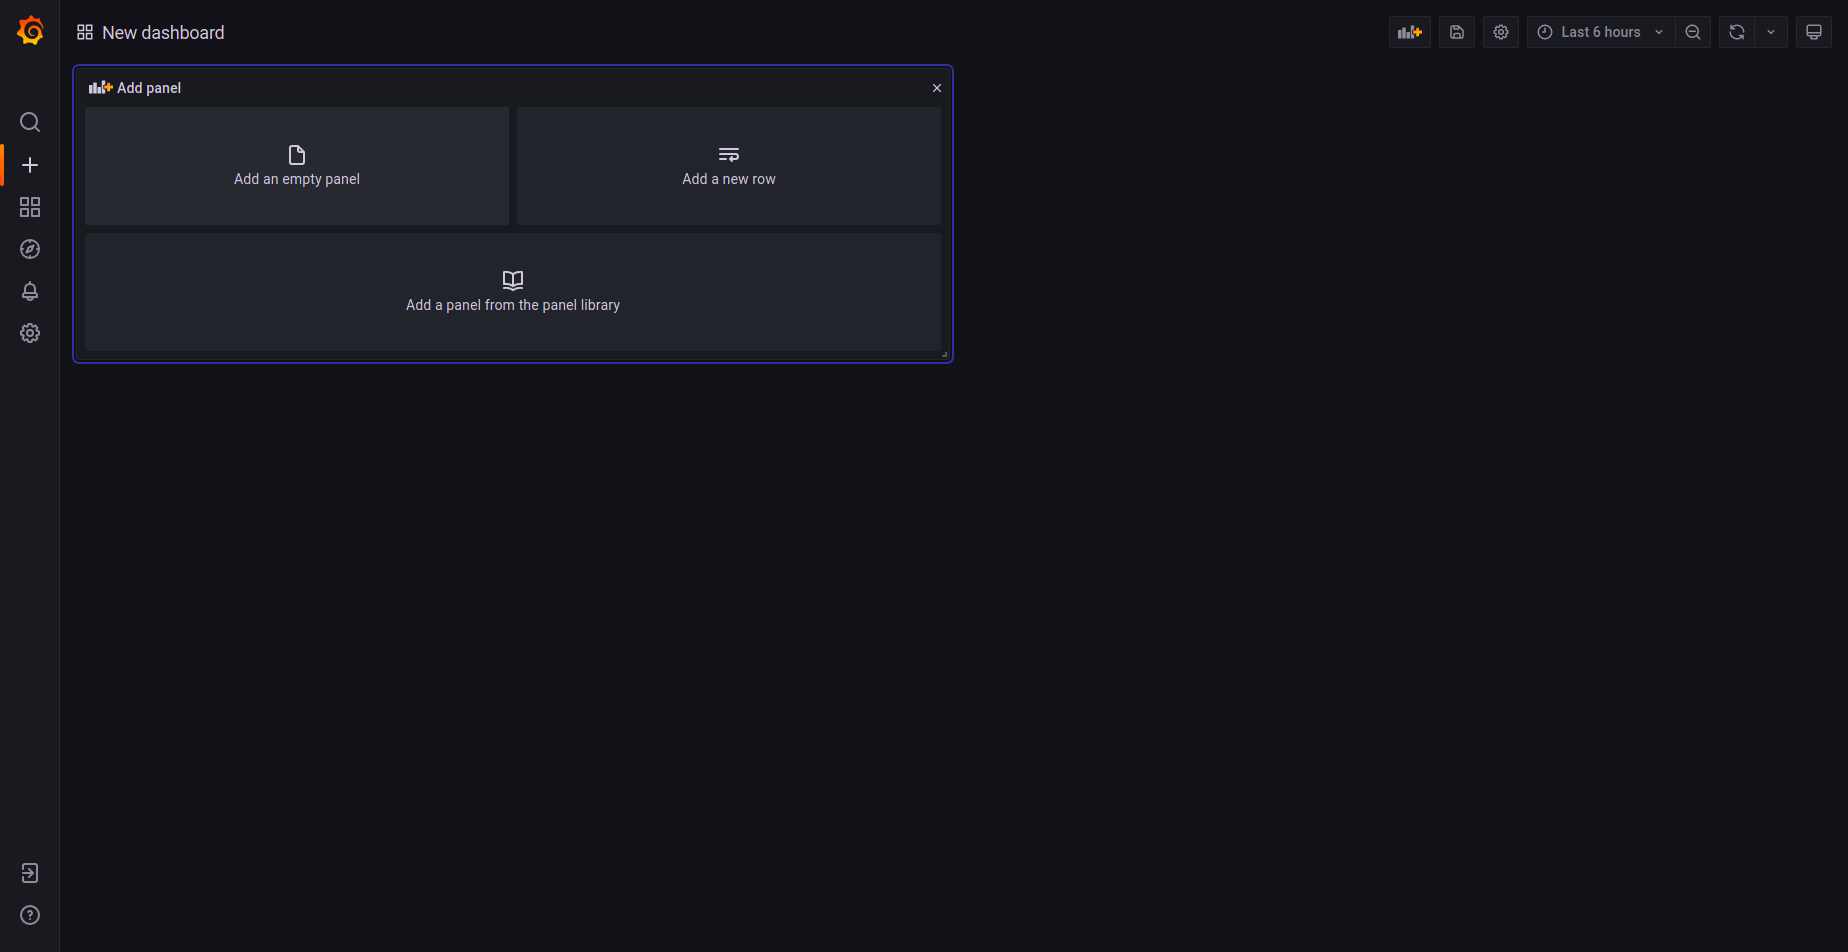 New dashboard
Last 6 hours
Add panel
Add an empty panel
Add a new row
Add a panel from the panel library